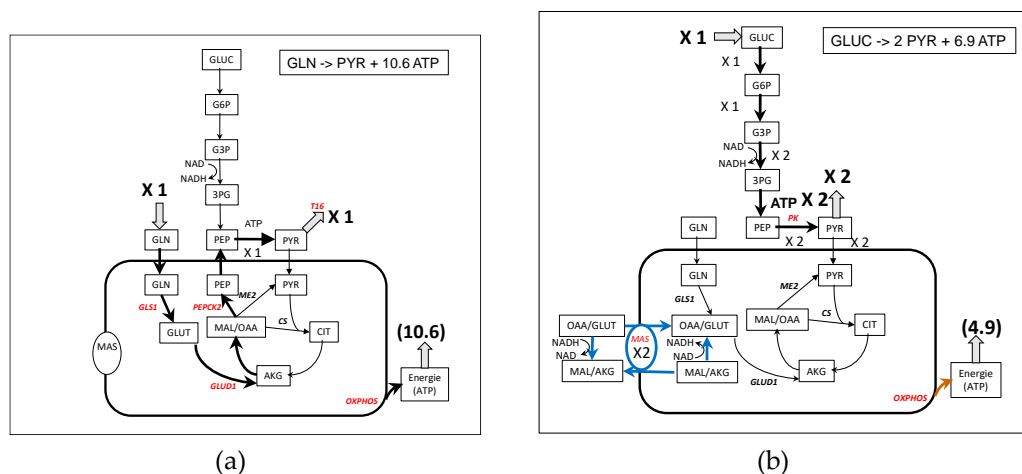 GLN -> PYR + 10.6 ATP
GLUC
G6P
G3P
NAD
NADH
3PG
X 1
T16
X 1
ATP
GLN
PEP
PYR
X 1
GLN
PEP
PYR
ME2
GLS1
PEPCK2
GLUT
MAL/OAA
CS
CIT
MAS
(10.6)
AKG
GLUD1
Energie
(ATP)
OXPHOS
(a)
X 1
GLUC
GLUC -> 2 PYR + 6.9 ATP
X 1
G6P
X 1
G3P
NAD
NADH
X 2
3PG
X 2
ATP
X 2
GLN
PEP
PK
PYR
X 2
X 2
GLN
PYR
ME2
GLS1
MAL/OAA
CS
OAA/GLUT
OAA/GLUT
CIT
NADH
NAD
MAS
X2
NADH
NAD
(4.9)
MAL/AKG
MAL/AKG
AKG
GLUD1
Energie
(ATP)
OXPHOS
(b)